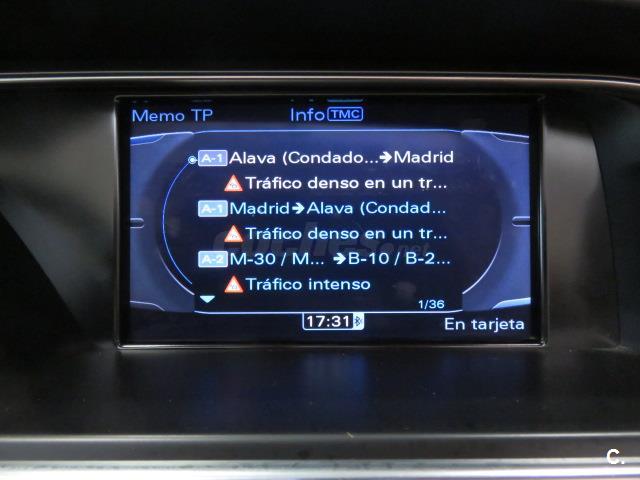 Memo TP
Info TMC
A-1 Alava (Condado...→Madrid
Tráfico denso en un tr...
A-1 Madrid→Alava (Condad...
Tráfico denso en un tr...
A-2 M-30 / M... →B-10 / B-2...
Tráfico intenso
1/36
17:31
En tarjeta
C.